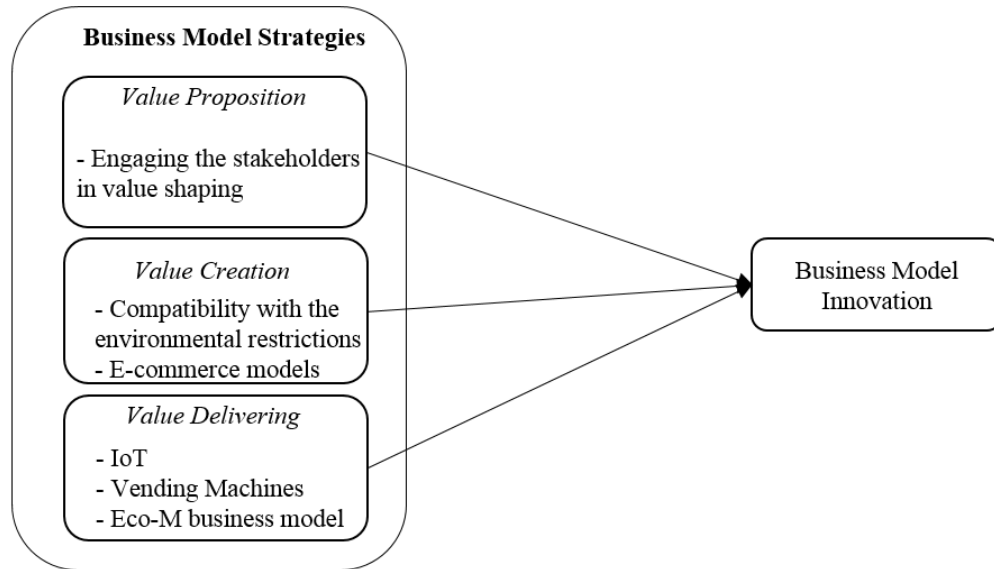 Business Model Strategies
Value Proposition
- Engaging the stakeholders
in value shaping
Value Creation
- Compatibility with the
environmental restrictions
- E-commerce models
Value Delivering
- IoT
- Vending Machines
- Eco-M business model
Business Model
Innovation